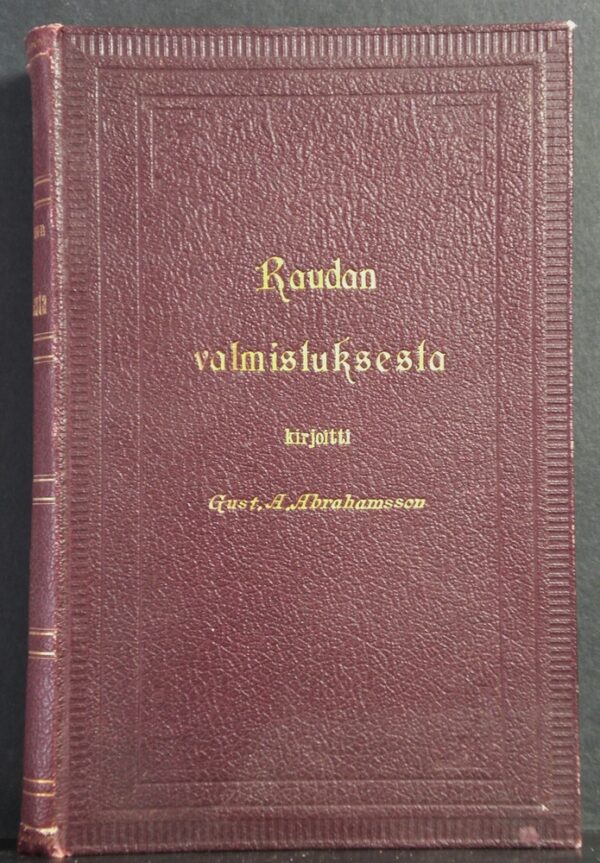 Raudan
valmistuksesta
kirjoitti
Gust. A. Abrahamsson